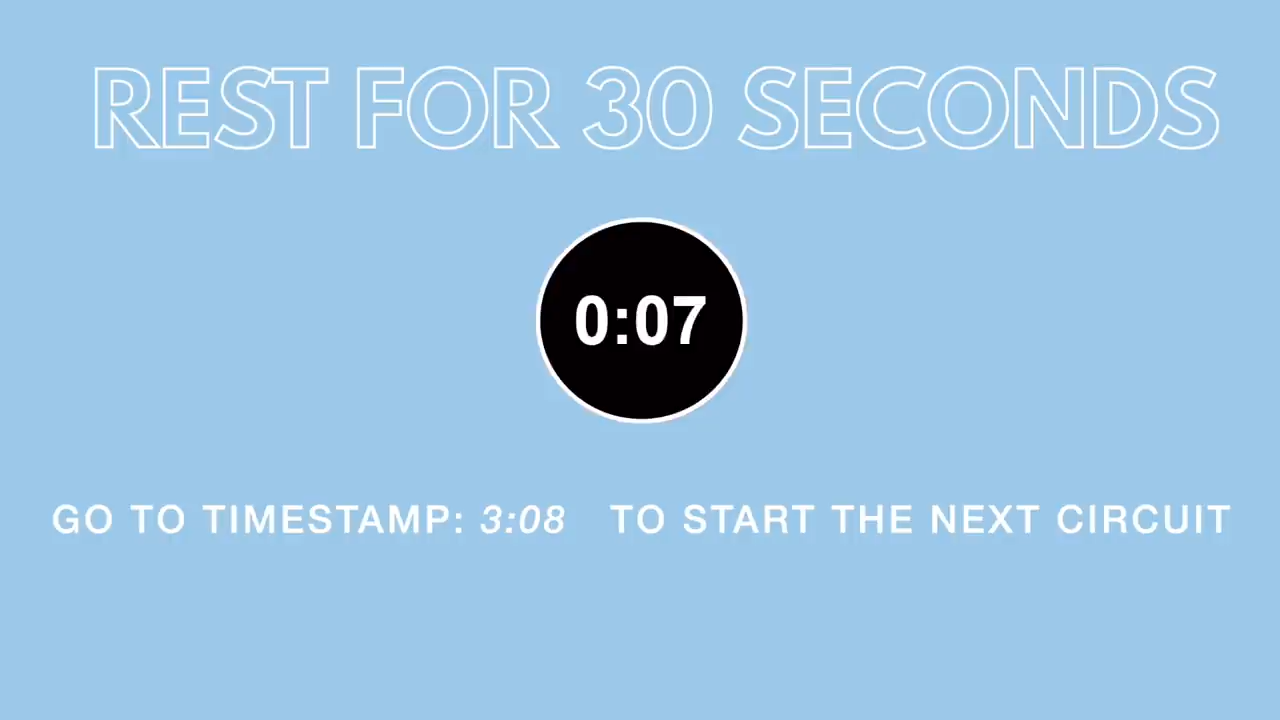 REST FOR 30 SECONDS
0:07
GO TO TIMESTAMP: 3:08 TO START THE NEXT CIRCUIT